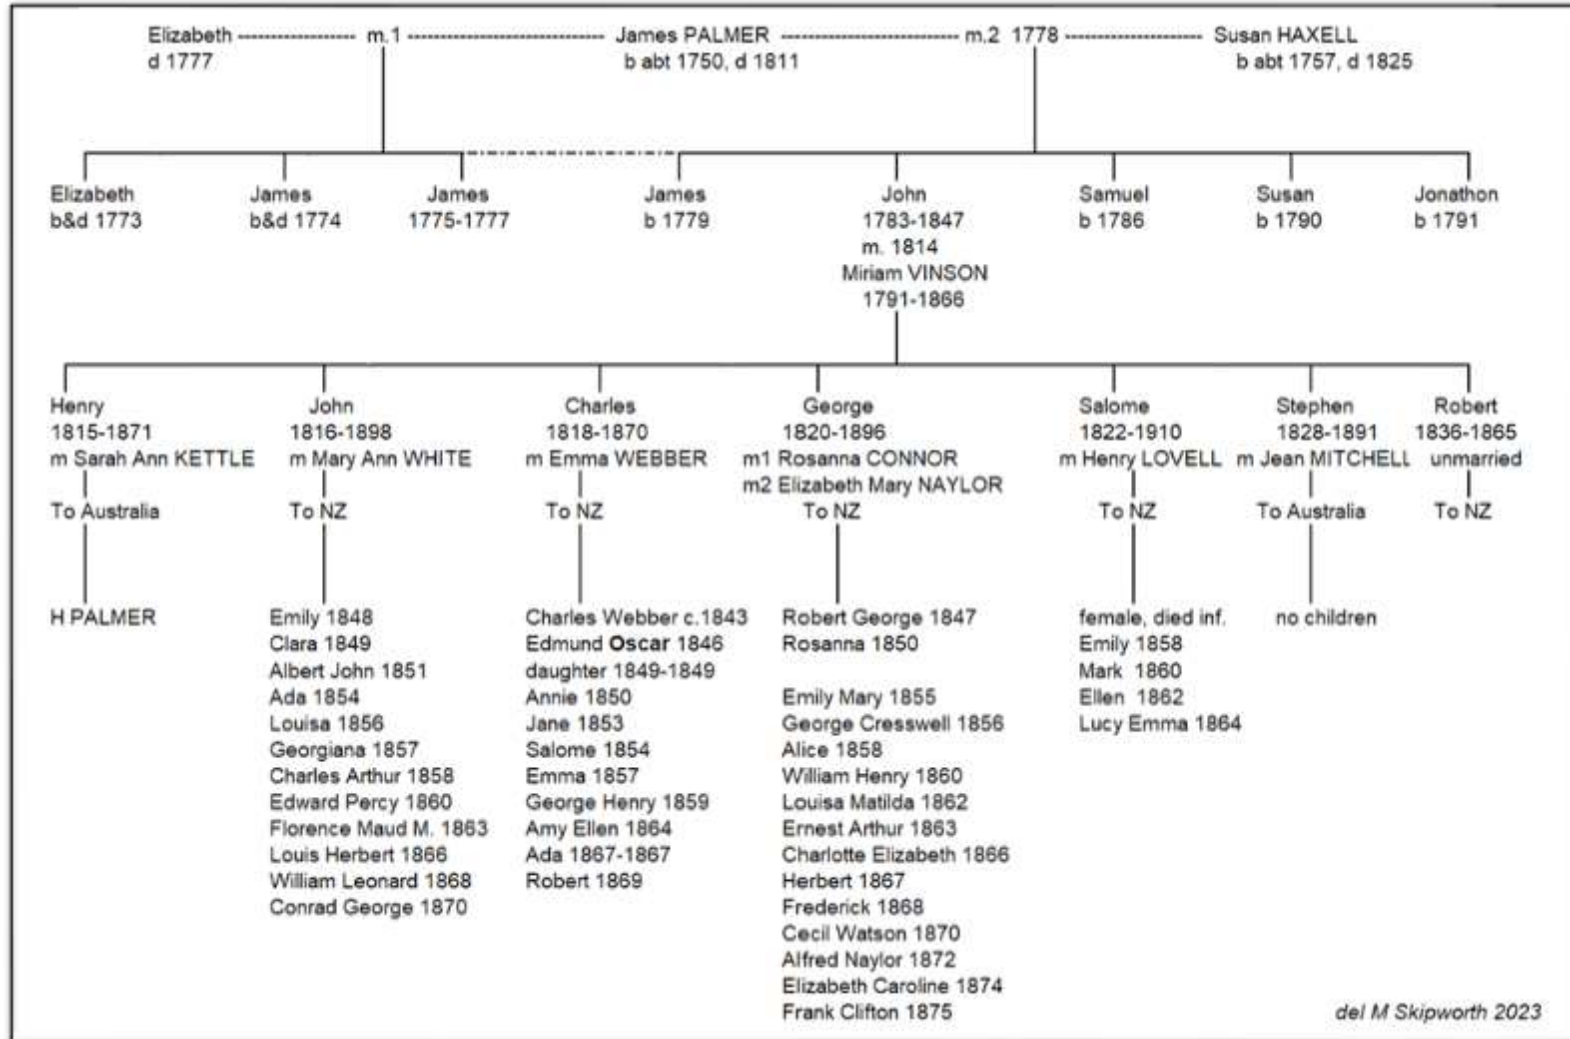 Elizabeth ----------------- m.1 ---------------------------- James PALMER ------------------------- m.2 1778 ------------------- Susan HAXELL
d 1777 b abt 1750, d 1811 b abt 1757, d 1825
Elizabeth James James James John Samuel Susan Jonathon
b&d 1773 b&d 1774 1775-1777 b 1779 1783-1847 b 1786 b 1790 b 1791
m. 1814
Miriam VINSON
1791-1866
Henry John Charles George Salome Stephen Robert
1815-1871 1816-1898 1818-1870 1820-1896 1822-1910 1828-1891 1836-1865
m Sarah Ann KETTLE m Mary Ann WHITE m Emma WEBBER m1 Rosanna CONNOR m Henry LOVELL m Jean MITCHELL unmarried
m2 Elizabeth Mary NAYLOR
To Australia To NZ To NZ To NZ To NZ To Australia To NZ
H PALMER Emily 1848 Charles Webber c.1843 Robert George 1847 female, died inf. no children
Clara 1849 Edmund Oscar 1846 Rosanna 1850 Emily 1858
Albert John 1851 daughter 1849-1849 Mark 1860
Ada 1854 Annie 1850 Emily Mary 1855 Ellen 1862
Louisa 1856 Jane 1853 George Cresswell 1856 Lucy Emma 1864
Georgiana 1857 Salome 1854 Alice 1858
Charles Arthur 1858 Emma 1857 William Henry 1860
Edward Percy 1860 George Henry 1859 Louisa Matilda 1862
Florence Maud M. 1863 Amy Ellen 1864 Ernest Arthur 1863
Louis Herbert 1866 Ada 1867-1867 Charlotte Elizabeth 1866
William Leonard 1868 Robert 1869 Herbert 1867
Conrad George 1870 Frederick 1868
Cecil Watson 1870
Alfred Naylor 1872
Elizabeth Caroline 1874
Frank Clifton 1875 del M Skipworth 2023